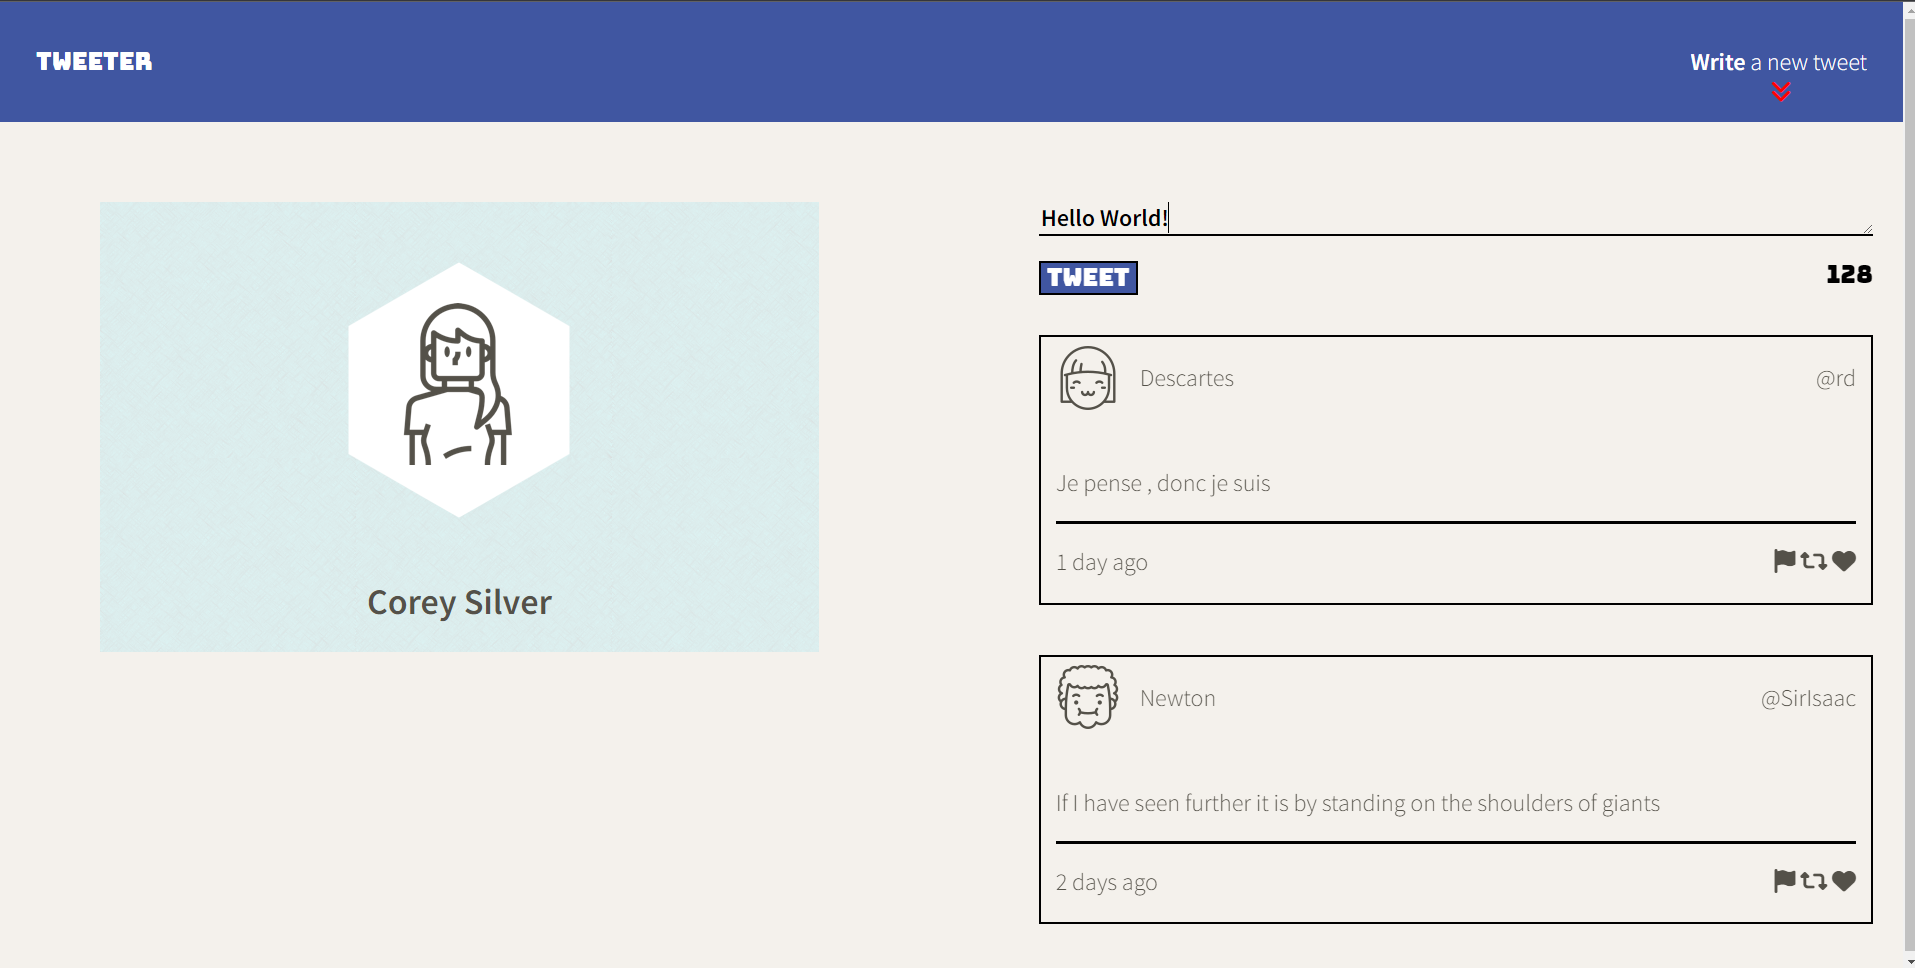 TWEETER
Write a new tweet
Corey Silver
Hello World!
TWEET
128
Descartes
@rd
Je pense , donc je suis
1 day ago
Newton
@SirIsaac
If I have seen further it is by standing on the shoulders of giants
2 days ago